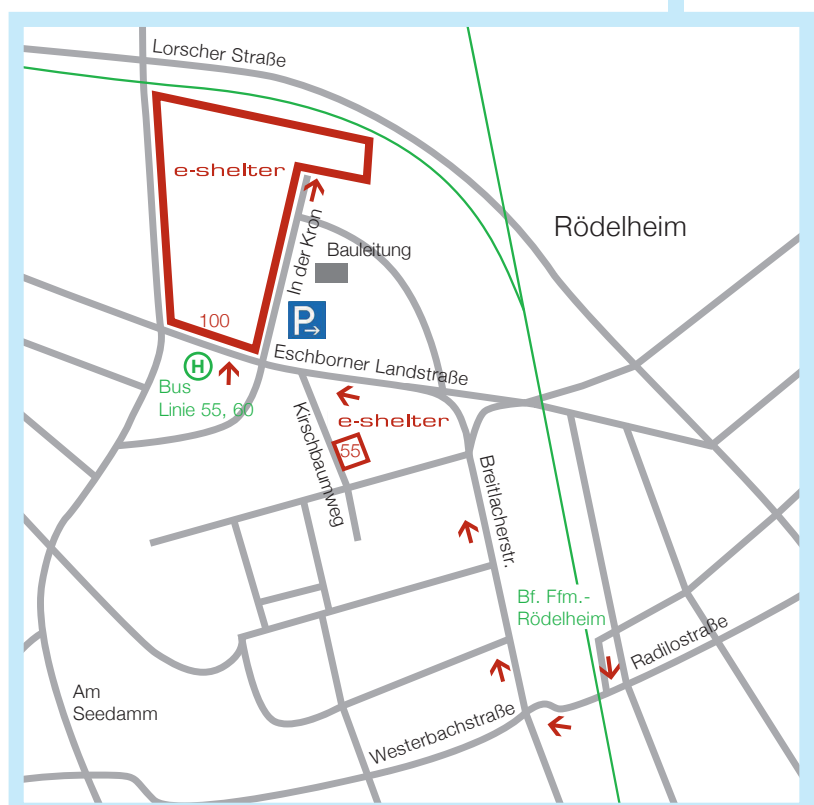 Lorscher Straße
e-shelter
Rödelheim
In der Kron
Bauleitung
P
100
Eschborner Landstraße
H
Bus
Linie 55, 60
e-shelter
Kirschbaumweg
55
Breitlacherstr.
Bf. Ffm.-
Rödelheim
Radilostraße
Am
Seedamm
Westerbachstraße